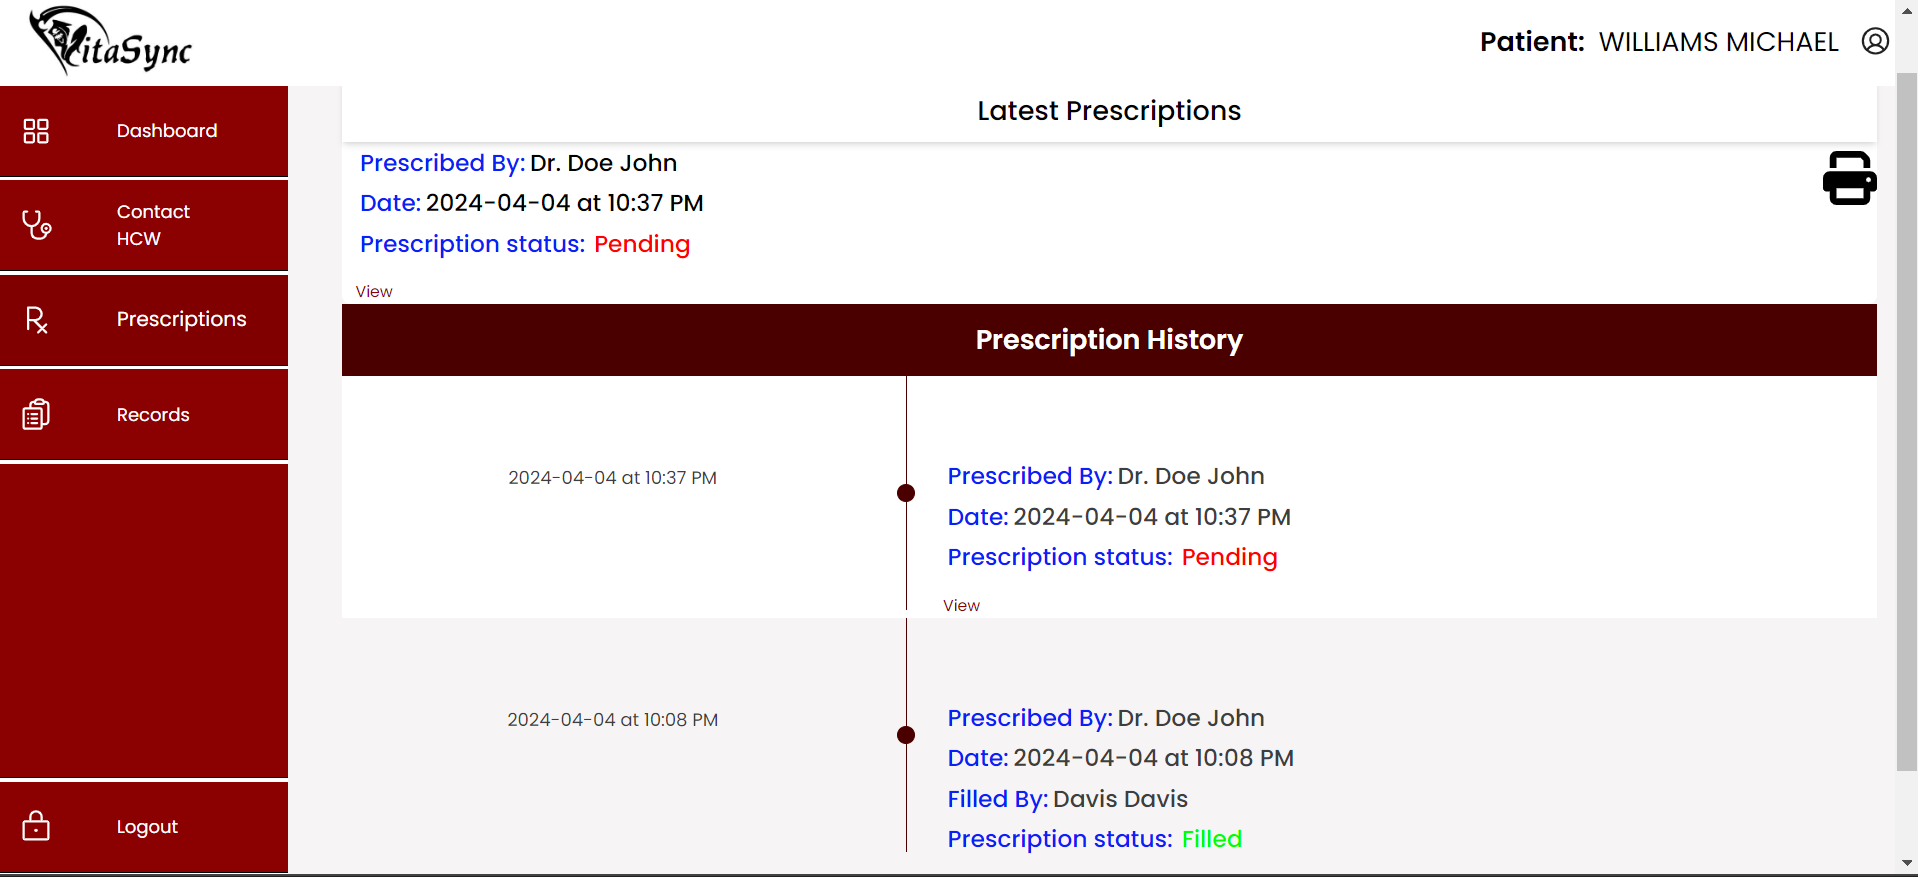 VitaSync
Patient: WILLIAMS MICHAEL
Dashboard
Contact
HCW
Prescriptions
Records
Logout
Latest Prescriptions
Prescribed By: Dr. Doe John
Date: 2024-04-04 at 10:37 PM
Prescription status: Pending
View
Prescription History
2024-04-04 at 10:37 PM
Prescribed By: Dr. Doe John
Date: 2024-04-04 at 10:37 PM
Prescription status: Pending
View
2024-04-04 at 10:08 PM
Prescribed By: Dr. Doe John
Date: 2024-04-04 at 10:08 PM
Filled By: Davis Davis
Prescription status: Filled